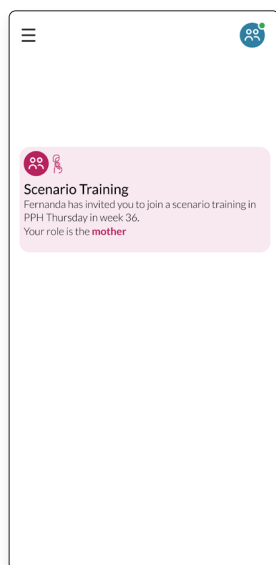 Scenario Training
Fernanda has invited you to join a scenario training in
PPH Thursday in week 36.
Your role is the mother